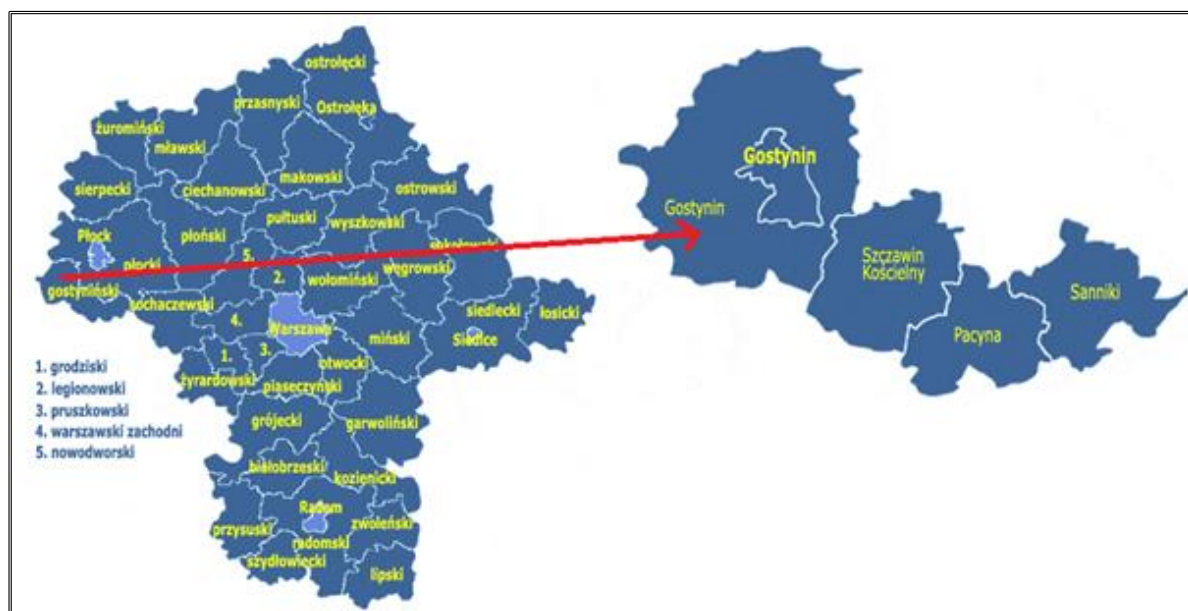 ostrołęcki
przasnyski
Ostrołęka
żuromiński
mławski
makowski
sierpecki
ciechanowski
ostrowski
pułtuski
wyszkowski
Płock
płoński
sokołowski
płocki
5.
węgrowski
gostyniński
2.
wołomiński
sochaczewski
siedlecki
łosicki
4.
Warszawa
miński
Siedlce
1.
3.
otwocki
żyrardowski
piaseczyński
1. grodziski
2. legionowski
3. pruszkowski
4. warszawski zachodni
5. nowodworski
grójecki
garwoliński
białobrzeski
kozienicki
Radom
przysuski
zwoleński
radomski
szydłowiecki
lipski
Gostynin
Gostynin
Szczawin
Kościelny
Sanniki
Pacyna